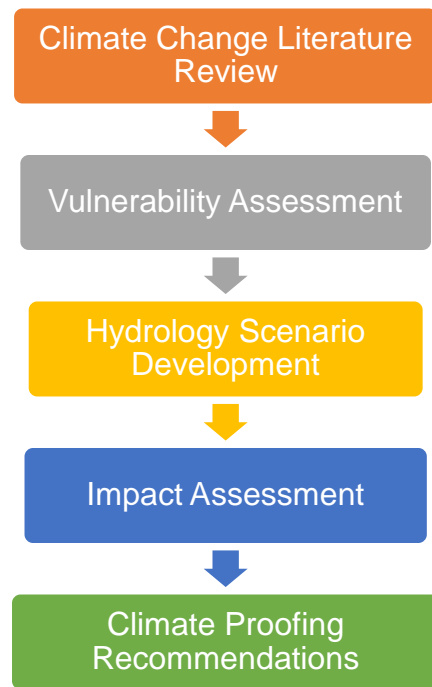 Climate Change Literature
Review
Vulnerability Assessment
Hydrology Scenario
Development
Impact Assessment
Climate Proofing
Recommendations